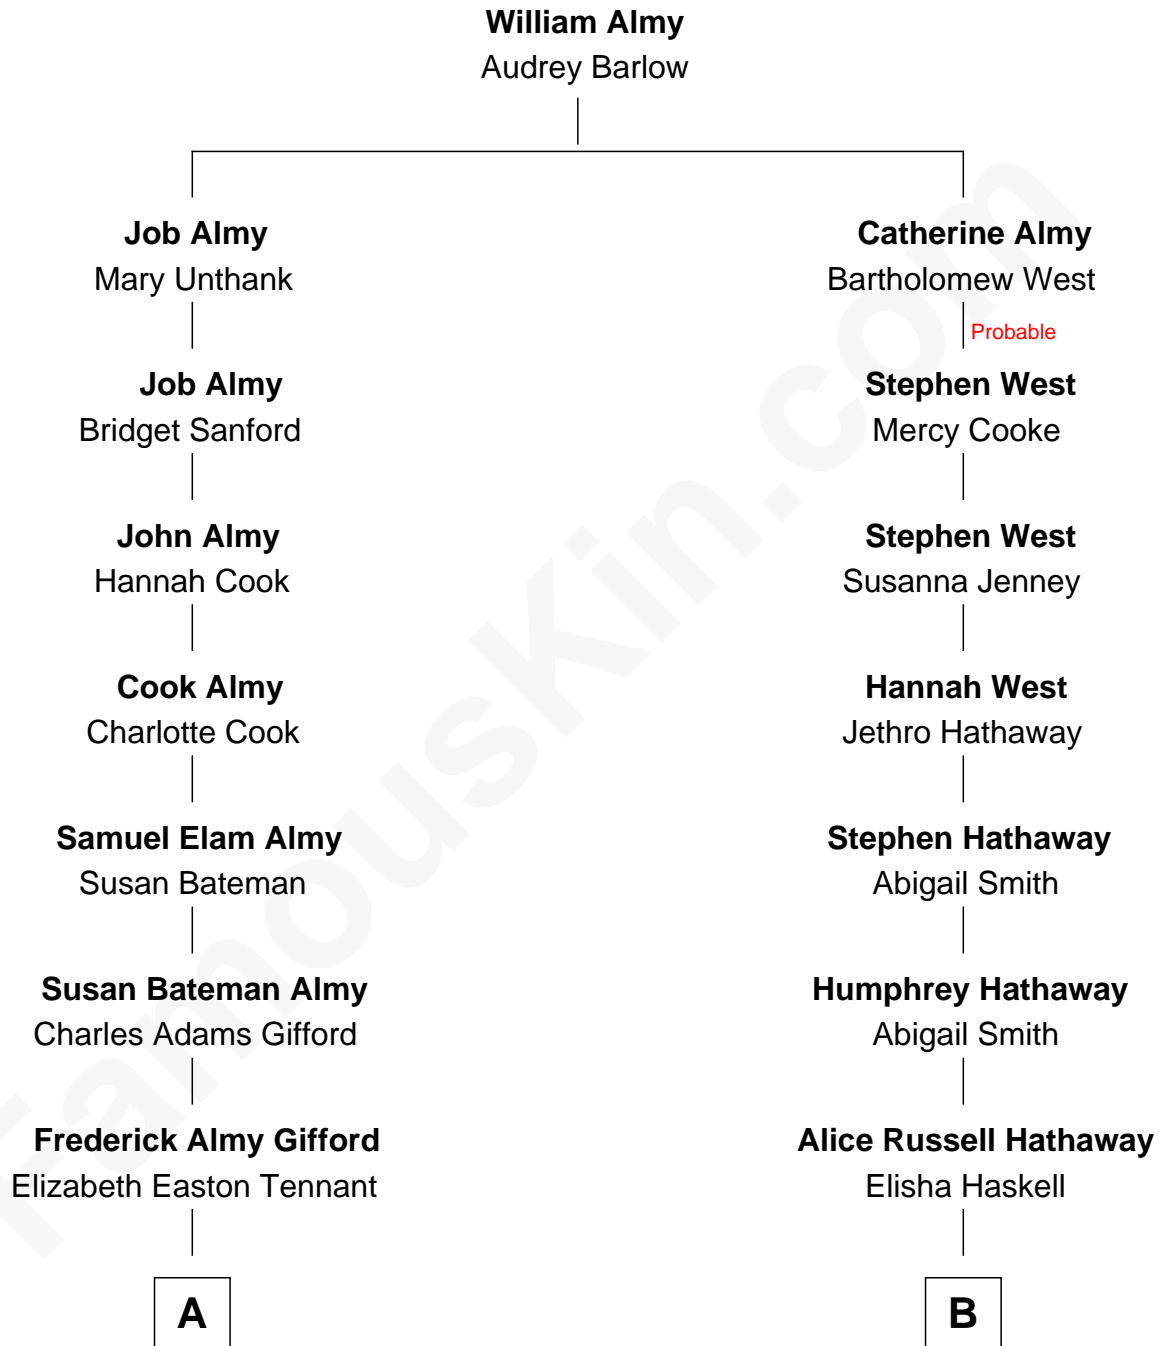 William Almy
Audrey Barlow
Job Almy
Mary Unthank
Catherine Almy
Bartholomew West
Probable
Job Almy
Bridget Sanford
Stephen West
Mercy Cooke
John Almy
Hannah Cook
Stephen West
Susanna Jenney
Cook Almy
Charlotte Cook
Hannah West
Jethro Hathaway
Samuel Elam Almy
Susan Bateman
Stephen Hathaway
Abigail Smith
Susan Bateman Almy
Charles Adams Gifford
Humphrey Hathaway
Abigail Smith
Frederick Almy Gifford
Elizabeth Easton Tennant
Alice Russell Hathaway
Elisha Haskell
A
B
FamousKin.com